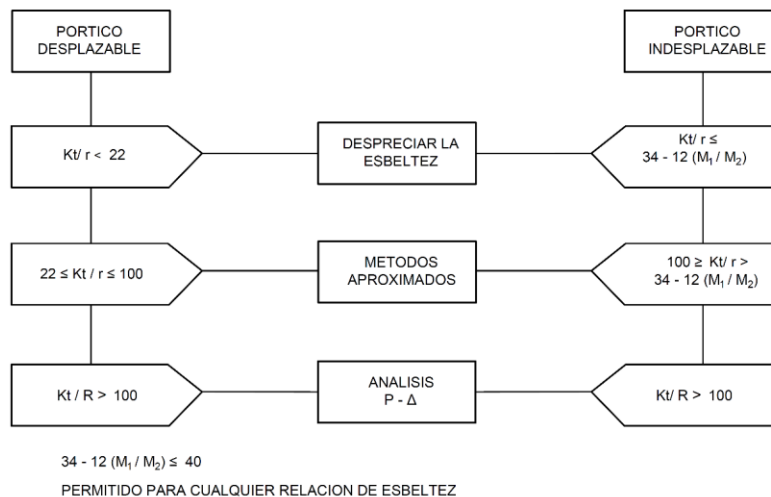 PORTICO
DESPLAZABLE
PORTICO
INDESPLAZABLE
Kt/ r < 22
DESPRECIAR LA
ESBELTEZ
Kt/ r ≤
34 - 12 (M₁ / M₂)
22 ≤ Kt / r ≤ 100
METODOS
APROXIMADOS
100 ≥ Kt/ r >
34 - 12 (M₁ / M₂)
Kt / R > 100
ANALISIS
P - Δ
Kt/ R > 100
34 - 12 (M₁ / M₂) ≤ 40
PERMITIDO PARA CUALQUIER RELACION DE ESBELTEZ